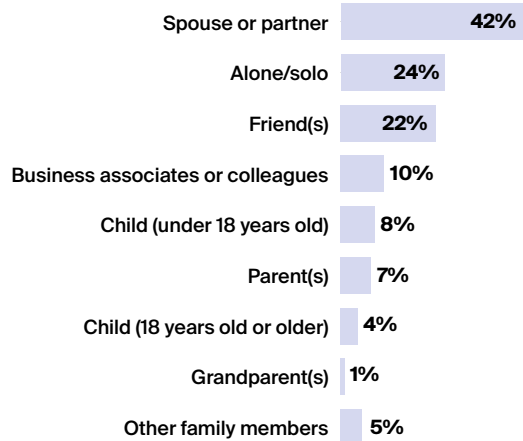 Spouse or partner 42%
Alone/solo 24%
Friend(s) 22%
Business associates or colleagues 10%
Child (under 18 years old) 8%
Parent(s) 7%
Child (18 years old or older) 4%
Grandparent(s) 1%
Other family members 5%